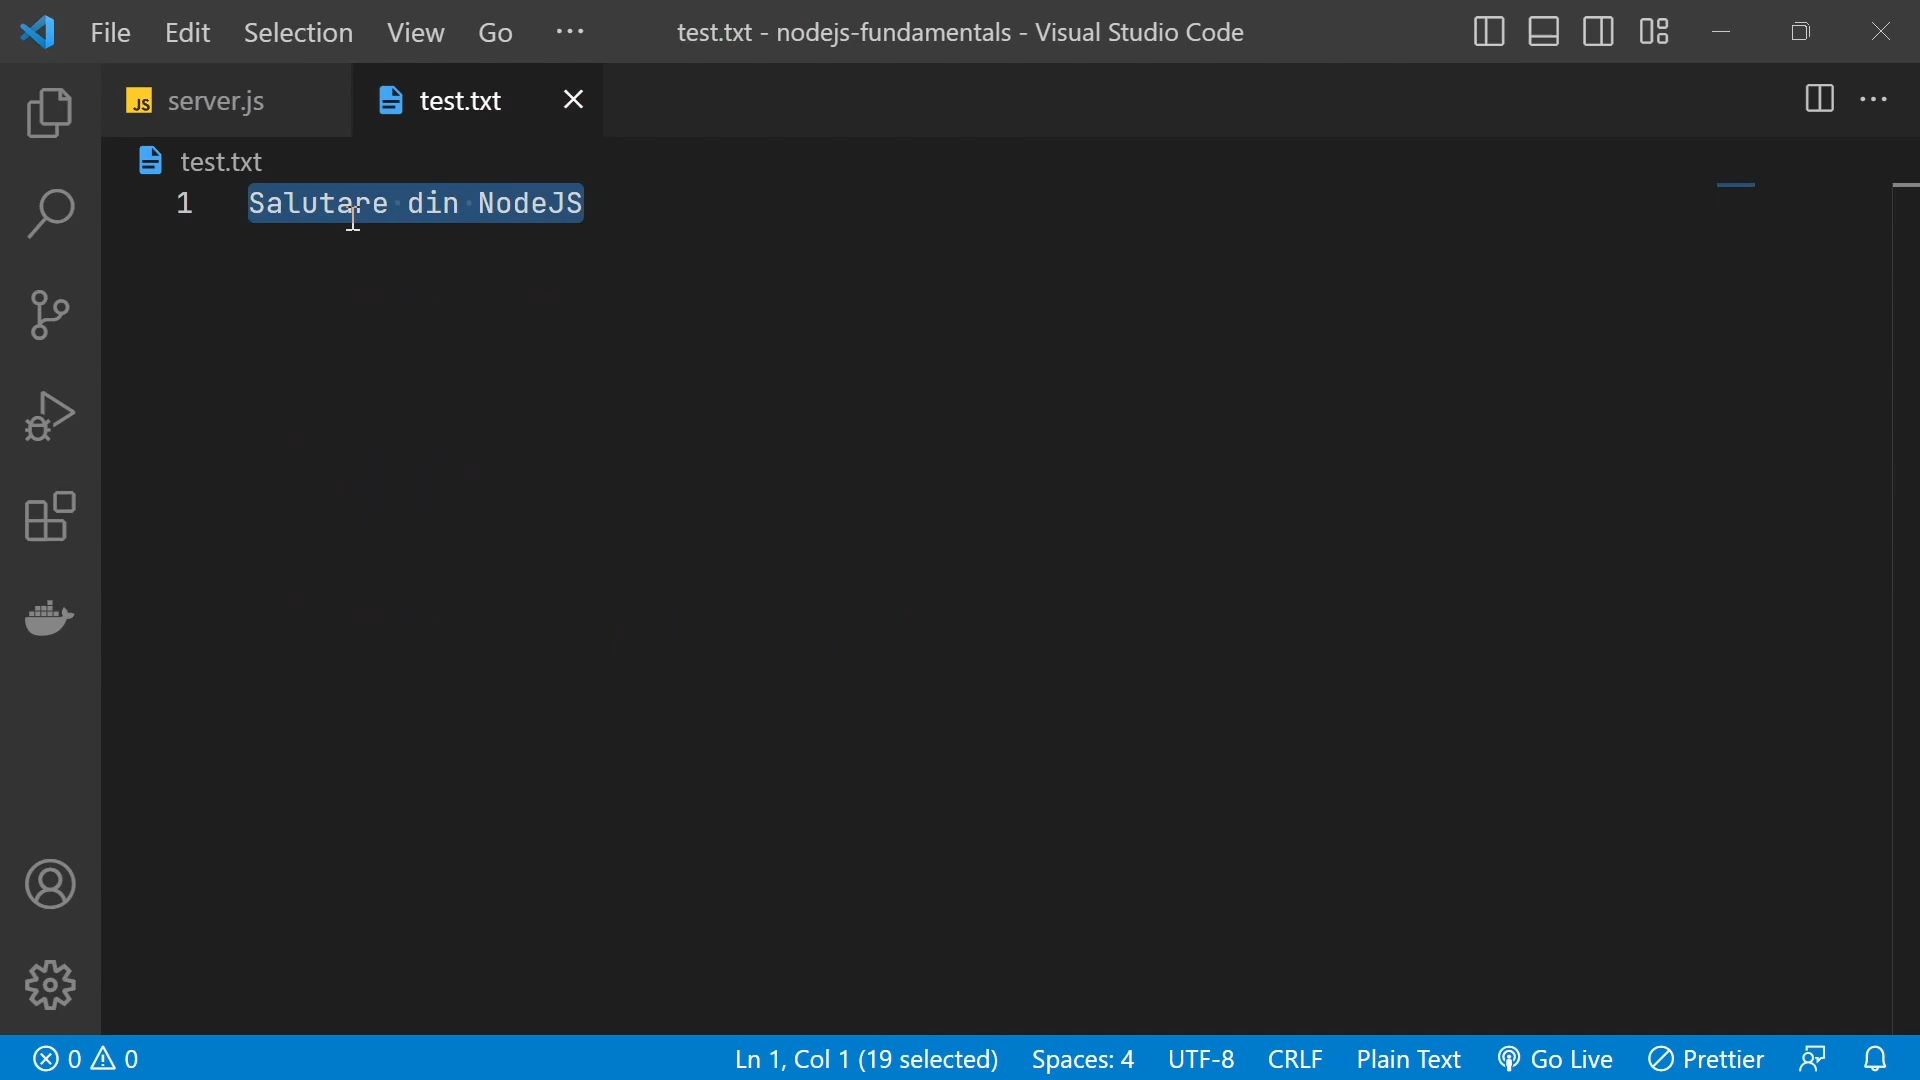 File Edit Selection View Go ··· test.txt - nodejs-fundamentals - Visual Studio Code
JS server.js test.txt
test.txt
1 Salutare din NodeJS
0 0 Ln 1, Col 1 (19 selected) Spaces: 4 UTF-8 CRLF Plain Text Go Live Prettier